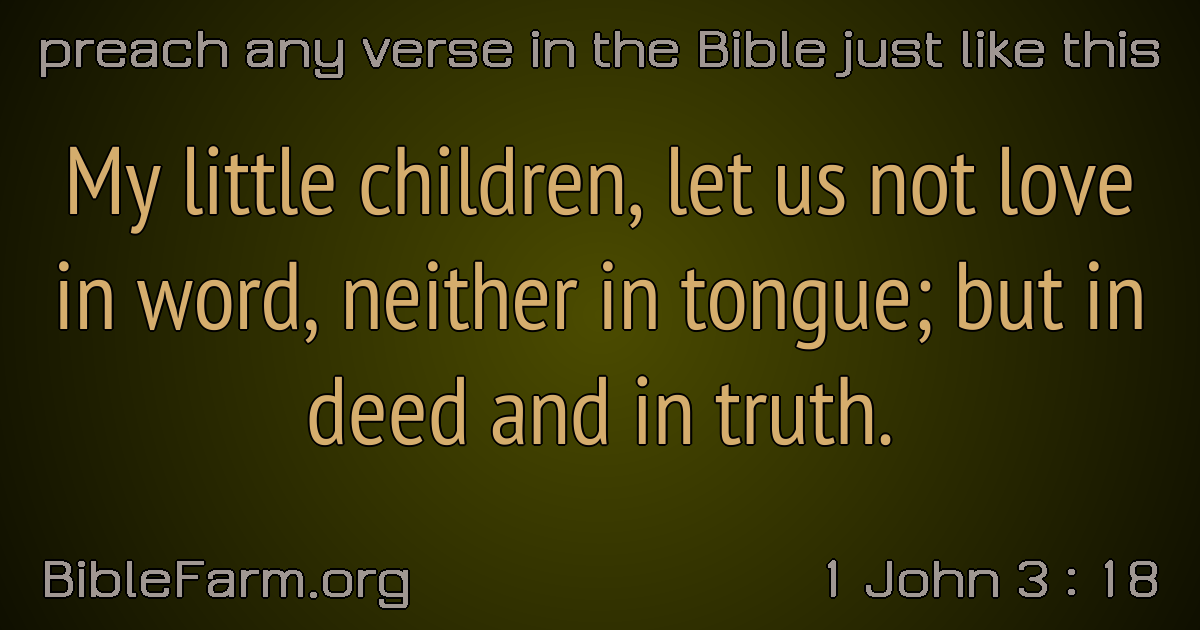 preach any verse in the Bible just like this
My little children, let us not love
in word, neither in tongue; but in
deed and in truth.
BibleFarm.org
1 John 3 : 18